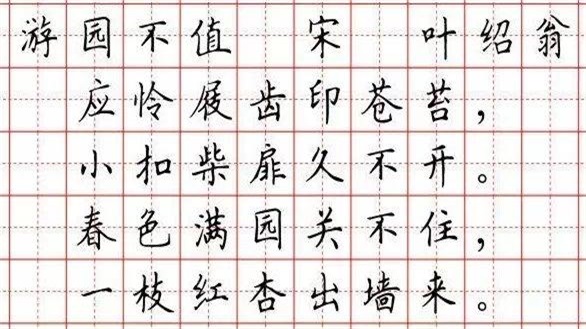 游园不值 宋 叶绍翁
应怜屐齿印苍苔，
小扣柴扉久不开。
春色满园关不住，
一枝红杏出墙来。